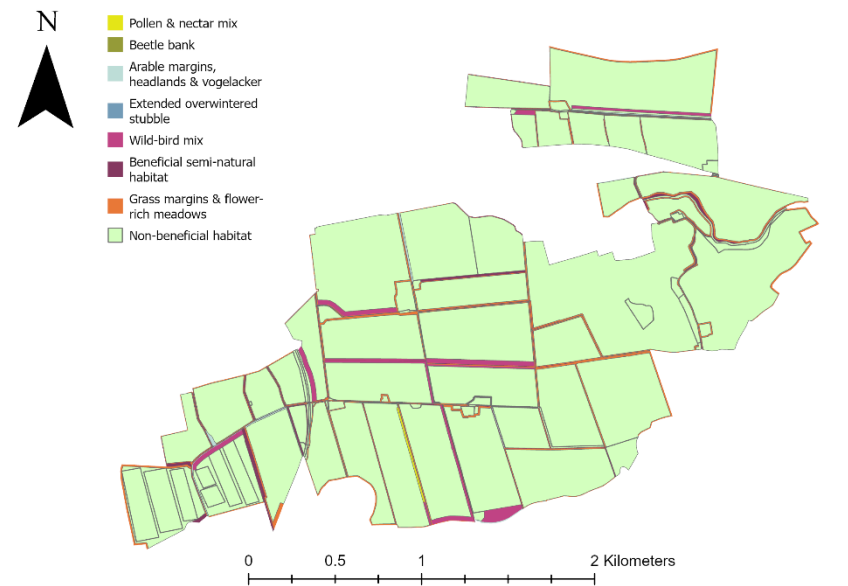 N
Pollen & nectar mix
Beetle bank
Arable margins,
headlands & vogelacker
Extended overwintered
stubble
Wild-bird mix
Beneficial semi-natural
habitat
Grass margins & flower-
rich meadows
Non-beneficial habitat
0 0.5 1 2 Kilometers